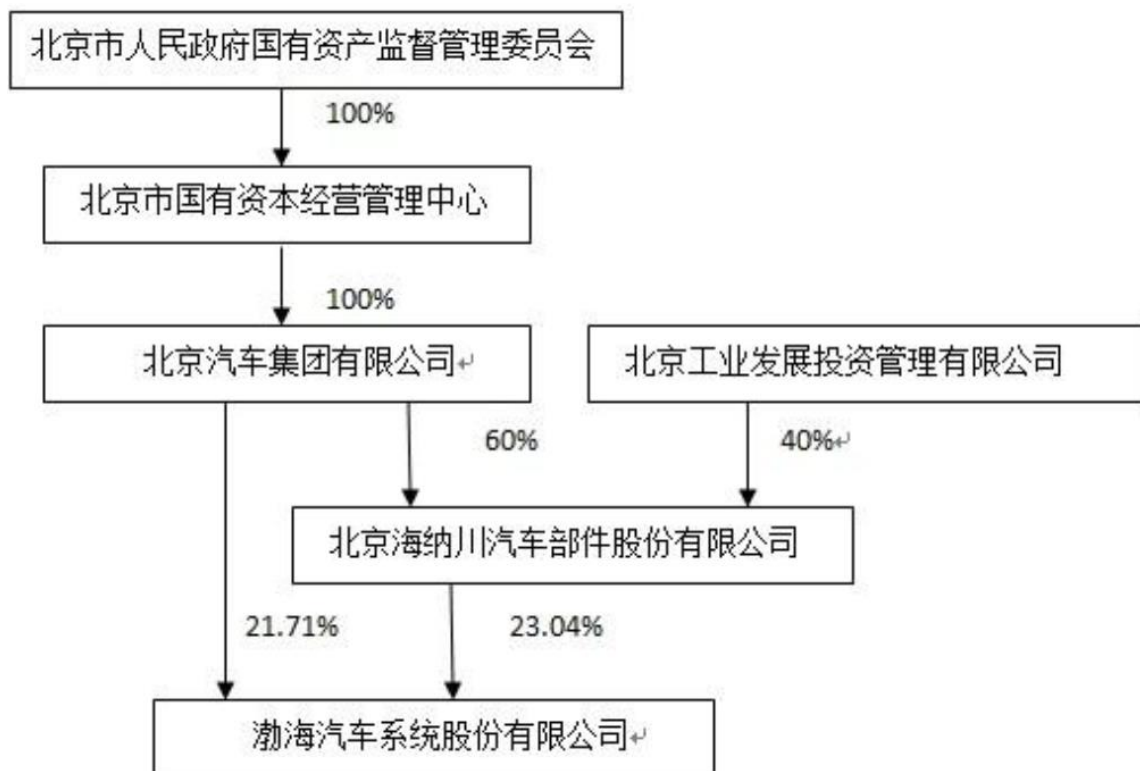 北京市人民政府国有资产监督管理委员会
100%
北京市国有资本经营管理中心
100%
北京汽车集团有限公司↵
北京工业发展投资管理有限公司
60%
40%↵
北京海纳川汽车部件股份有限公司
21.71%
23.04%
渤海汽车系统股份有限公司↵